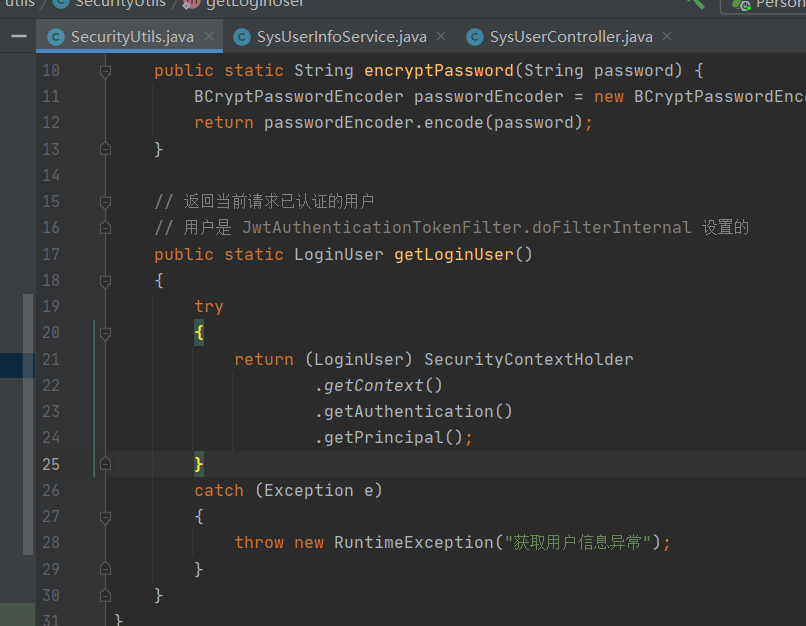 utils / SecurityUtils / getLoginUser
Person
SecurityUtils.java SysUserInfoService.java SysUserController.java
10 public static String encryptPassword(String password) {
11 BCryptPasswordEncoder passwordEncoder = new BCryptPasswordEnc
12 return passwordEncoder.encode(password);
13 }
14
15 // 返回当前请求已认证的用户
16 // 用户是 JwtAuthenticationTokenFilter.doFilterInternal 设置的
17 public static LoginUser getLoginUser()
18 {
19 try
20 {
21 return (LoginUser) SecurityContextHolder
22 .getContext()
23 .getAuthentication()
24 .getPrincipal();
25 }
26 catch (Exception e)
27 {
28 throw new RuntimeException("获取用户信息异常");
29 }
30 }
31 }